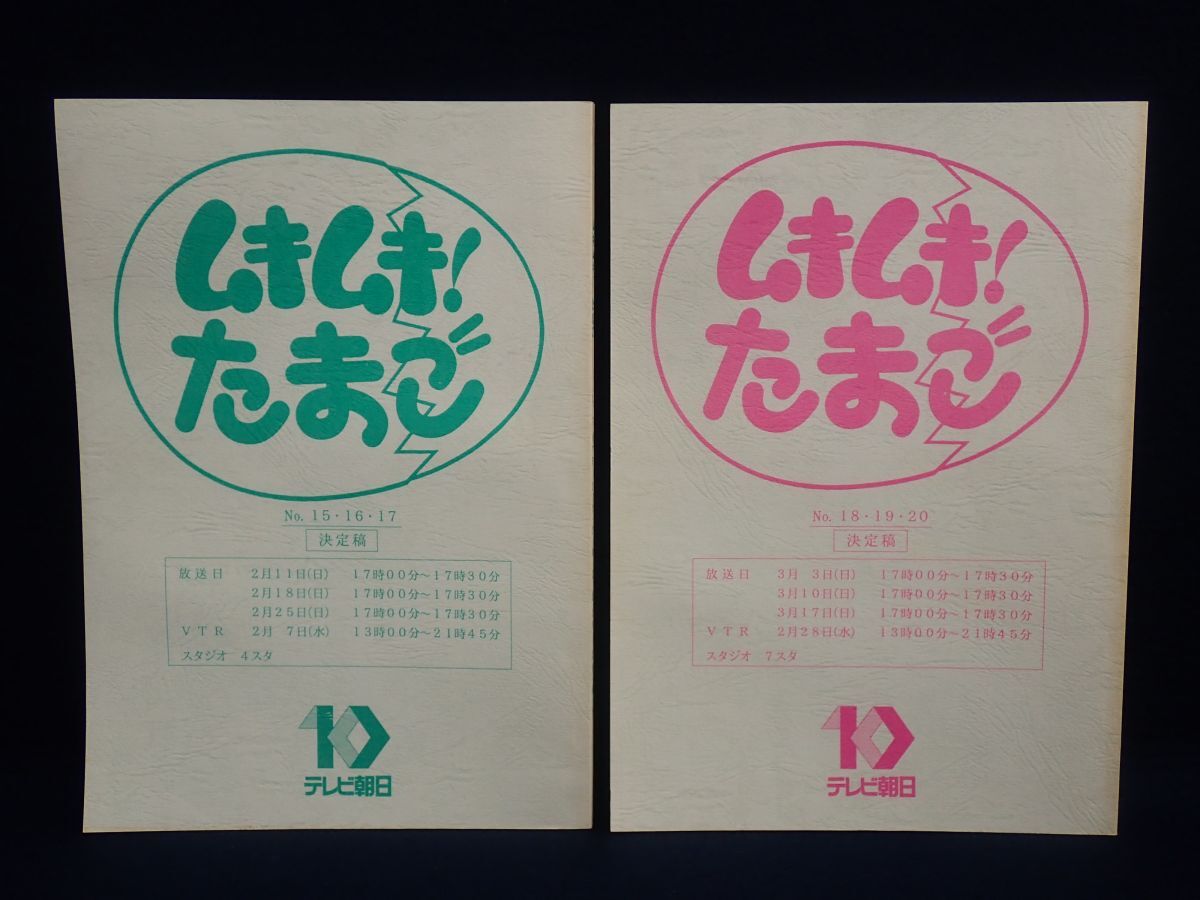 むきむき!
たまご
No. 15・16・17
決定稿
放送日 2月11日(日) 17時00分~17時30分
2月18日(日) 17時00分~17時30分
2月25日(日) 17時00分~17時30分
VTR 2月 7日(水) 13時00分~21時45分
スタジオ 4スタ
10
テレビ朝日
むきむき!
たまご
No. 18・19・20
決定稿
放送日 3月 3日(日) 17時00分~17時30分
3月10日(日) 17時00分~17時30分
3月17日(日) 17時00分~17時30分
VTR 2月28日(水) 13時00分~21時45分
スタジオ 7スタ
10
テレビ朝日